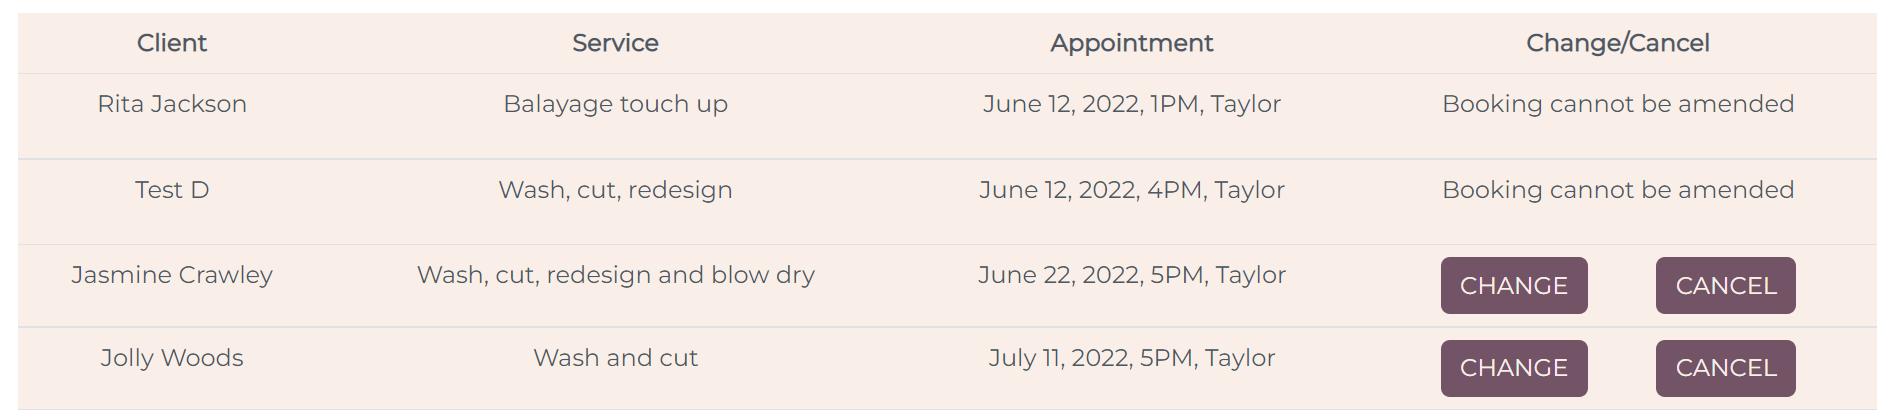 Client Service Appointment Change/Cancel
Rita Jackson Balayage touch up June 12, 2022, 1PM, Taylor Booking cannot be amended
Test D Wash, cut, redesign June 12, 2022, 4PM, Taylor Booking cannot be amended
Jasmine Crawley Wash, cut, redesign and blow dry June 22, 2022, 5PM, Taylor CHANGE CANCEL
Jolly Woods Wash and cut July 11, 2022, 5PM, Taylor CHANGE CANCEL